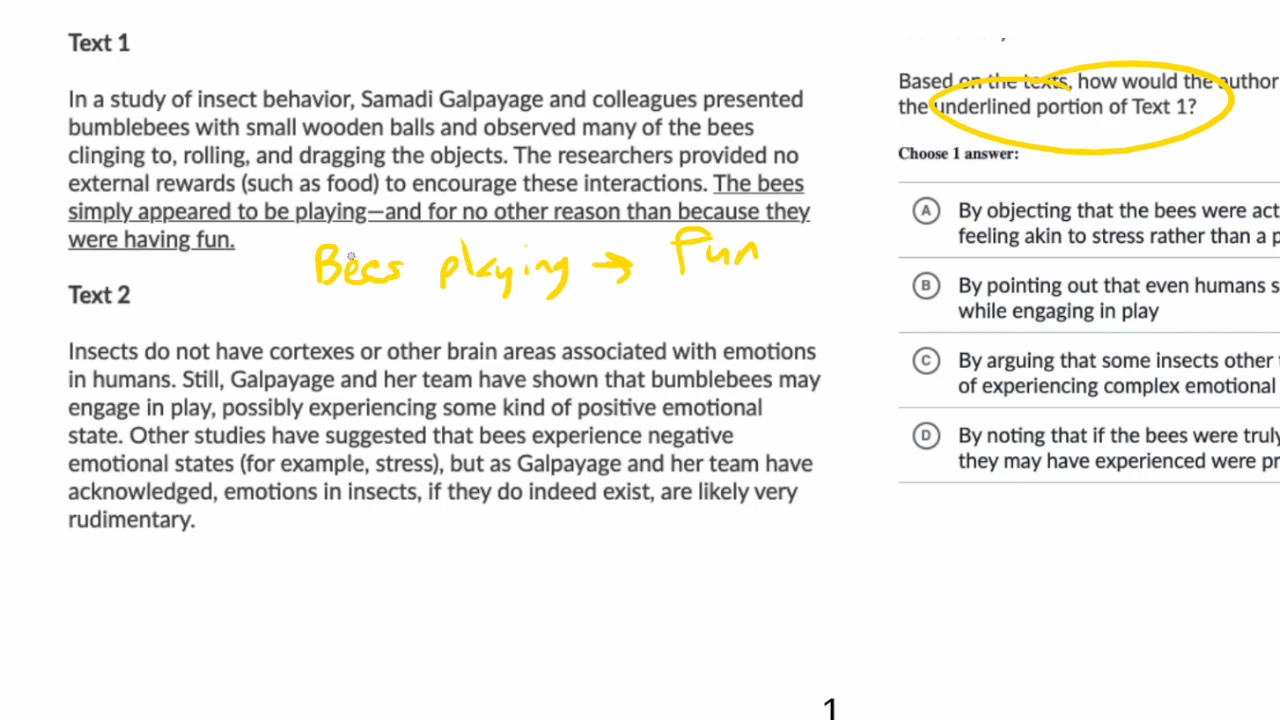 Text 1
In a study of insect behavior, Samadi Galpayage and colleagues presented
bumblebees with small wooden balls and observed many of the bees
clinging to, rolling, and dragging the objects. The researchers provided no
external rewards (such as food) to encourage these interactions. The bees
simply appeared to be playing—and for no other reason than because they
were having fun.
Bees playing → fun
Text 2
Insects do not have cortexes or other brain areas associated with emotions
in humans. Still, Galpayage and her team have shown that bumblebees may
engage in play, possibly experiencing some kind of positive emotional
state. Other studies have suggested that bees experience negative
emotional states (for example, stress), but as Galpayage and her team have
acknowledged, emotions in insects, if they do indeed exist, are likely very
rudimentary.
Based on the texts, how would the author
the underlined portion of Text 1?
Choose 1 answer:
A By objecting that the bees were act
feeling akin to stress rather than a p
B By pointing out that even humans s
while engaging in play
C By arguing that some insects other
of experiencing complex emotional
D By noting that if the bees were truly
they may have experienced were pr
1